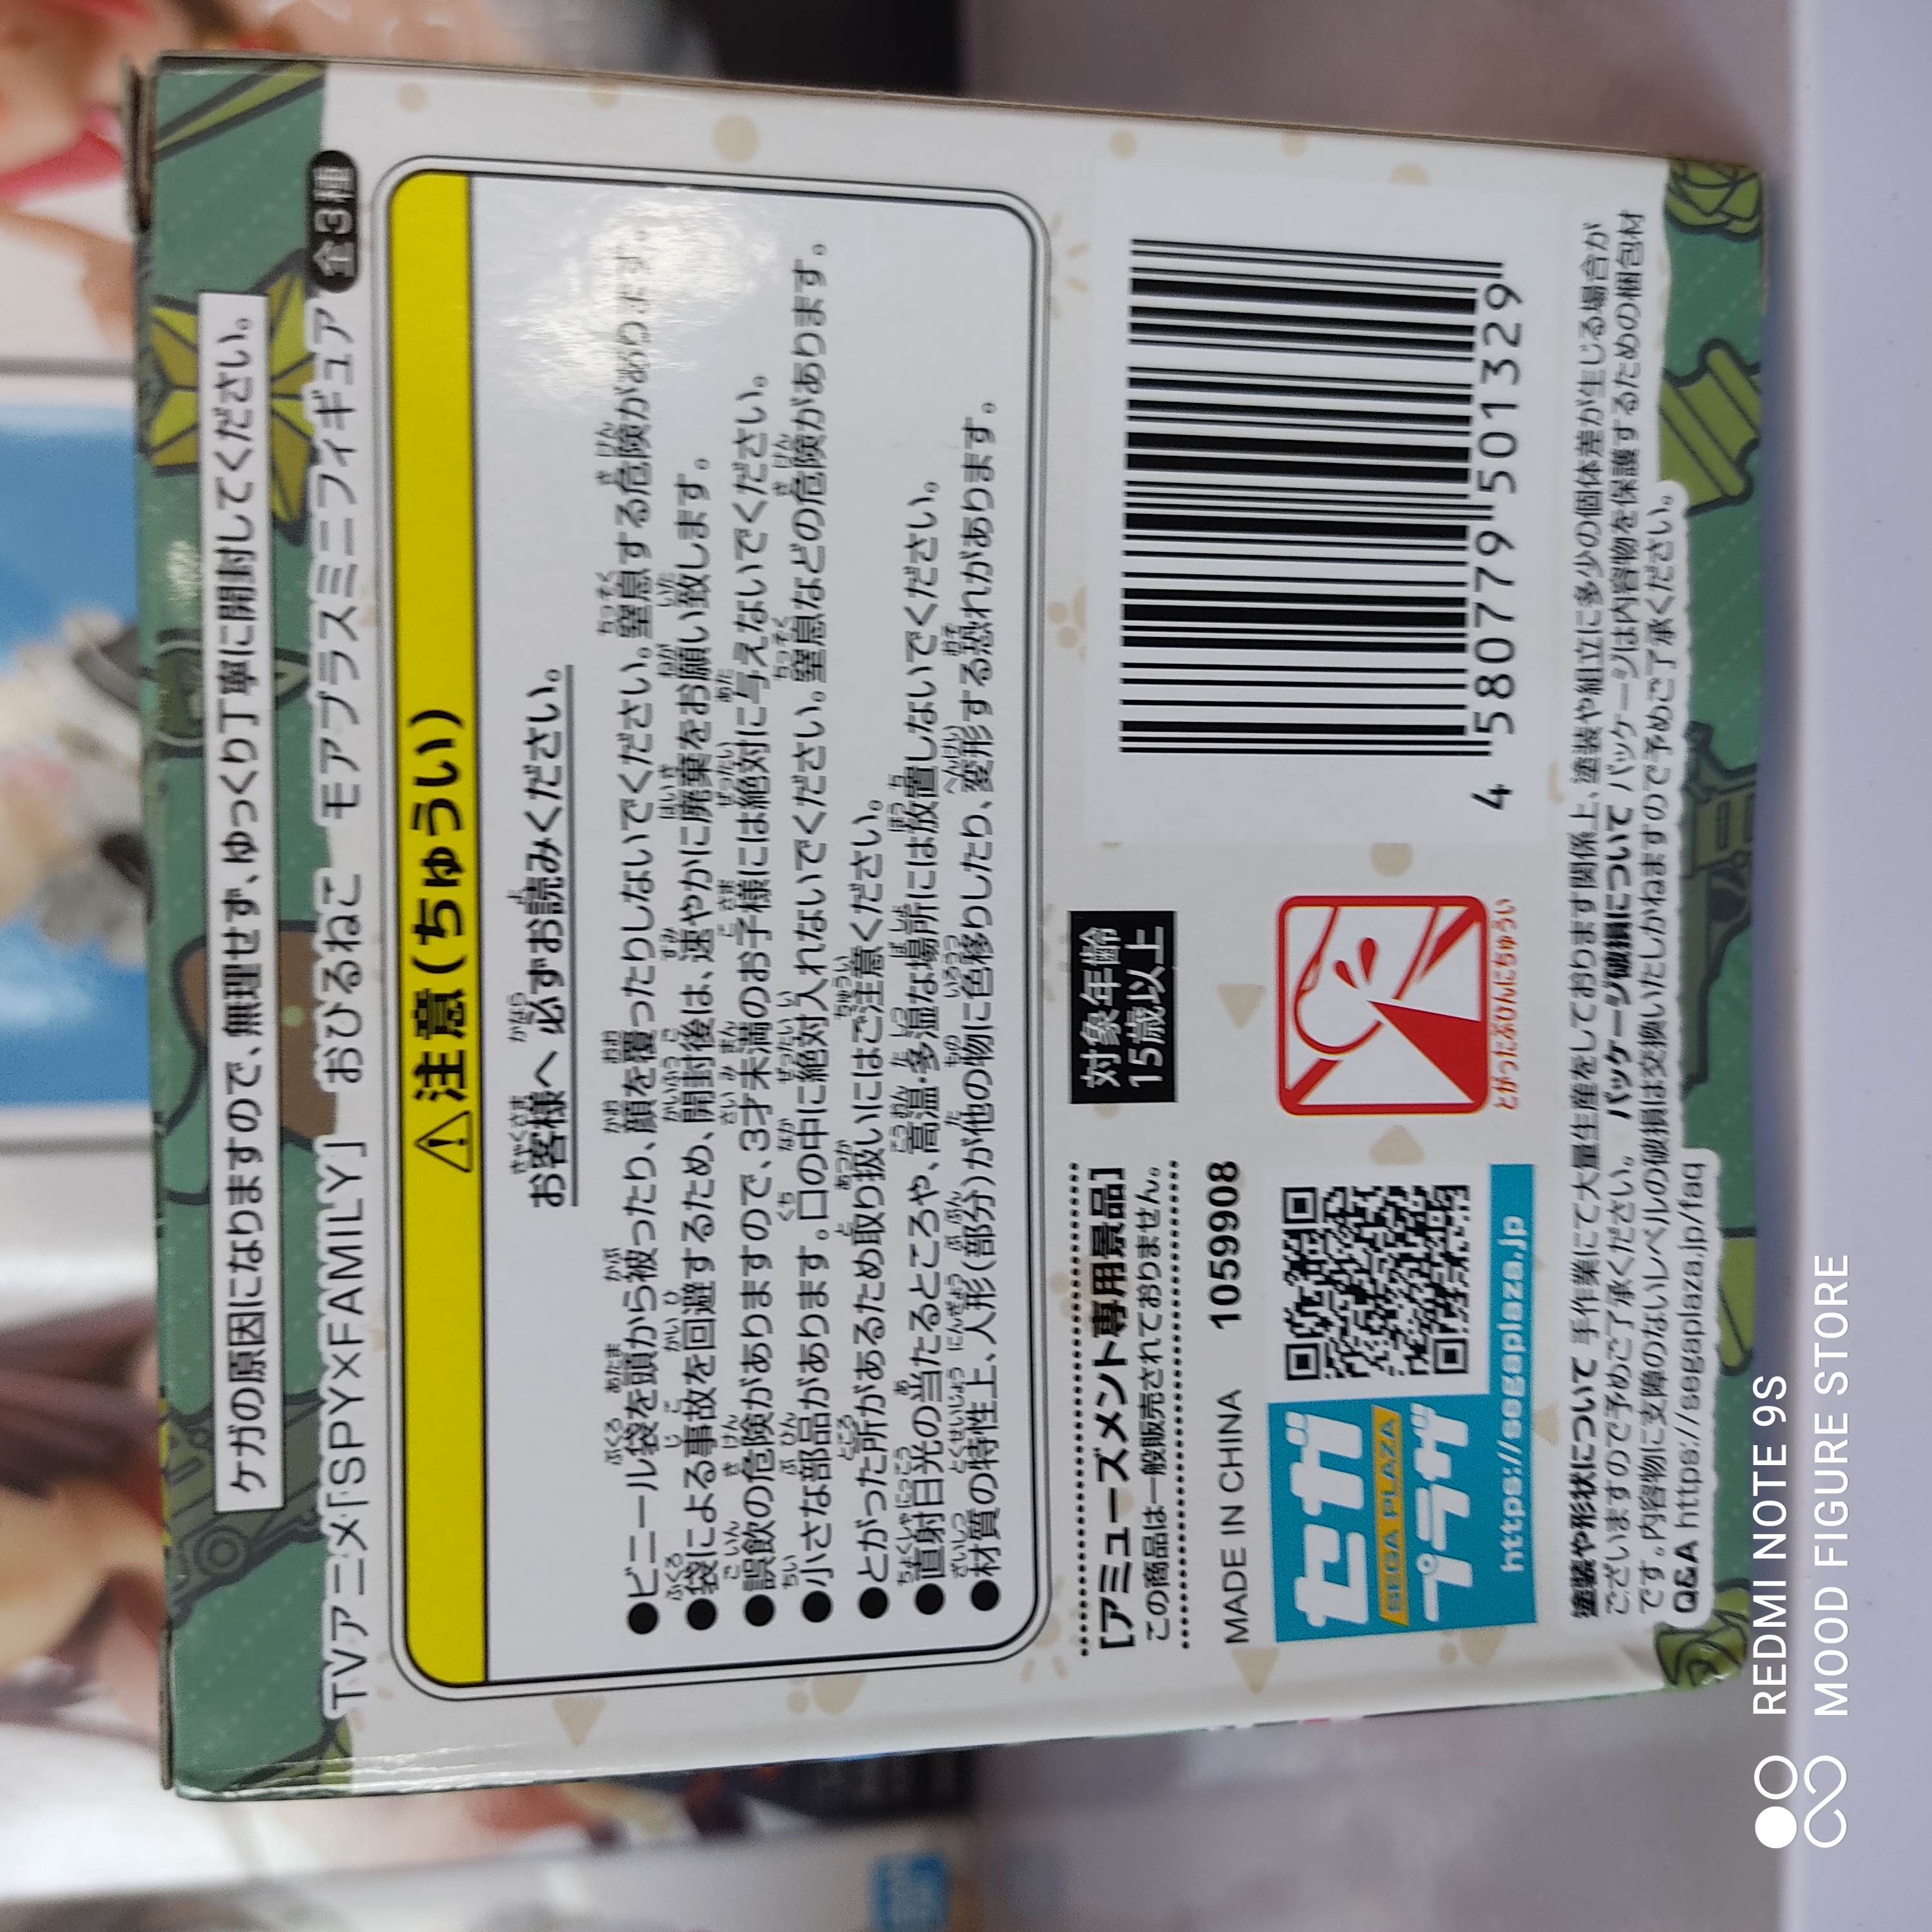 ケガの原因になりますので、無理せず、ゆっくり丁寧に開封してください。
TVアニメ「SPY×FAMILY」 おひるねこ モアプラスミニフィギュア 全3種
⚠注意(ちゅうい)
お客様へ 必ずお読みください。
●ビニール袋を頭から被ったり、顔を覆ったりしないでください。窒息する危険があります。
●袋による事故を回避するため、開封後は、速やかに廃棄をお願い致します。
●誤飲の危険がありますので、3才未満のお子様には絶対に与えないでください。
●小さな部品があります。口の中に絶対入れないでください。窒息などの危険があります。
●とがった所があるため取り扱いにはご注意ください。
●直射日光の当たるところや、高温・多湿な場所には放置しないでください。
●材質の特性上、人形(部分)が他の物に色移りしたり、変形する恐れがあります。
[アミューズメント専用景品]
この商品は一般販売されておりません。
対象年齢
15歳以上
MADE IN CHINA 1059908
セガ
SEGA PLAZA
プラザ
https://segaplaza.jp
とがったぶひんにちゅうい
4 580779 501329
塗装や形状について 手作業にて大量生産をしております関係上、塗装や組立に多少の個体差が生じる場合が
ございますので予めご了承ください。 パッケージ破損について パッケージは内容物を保護するための梱包材
です。内容物に支障のないレベルの破損は交換いたしかねますので予めご了承ください。
Q&A https://segaplaza.jp/faq
REDMI NOTE 9S
MOOD FIGURE STORE